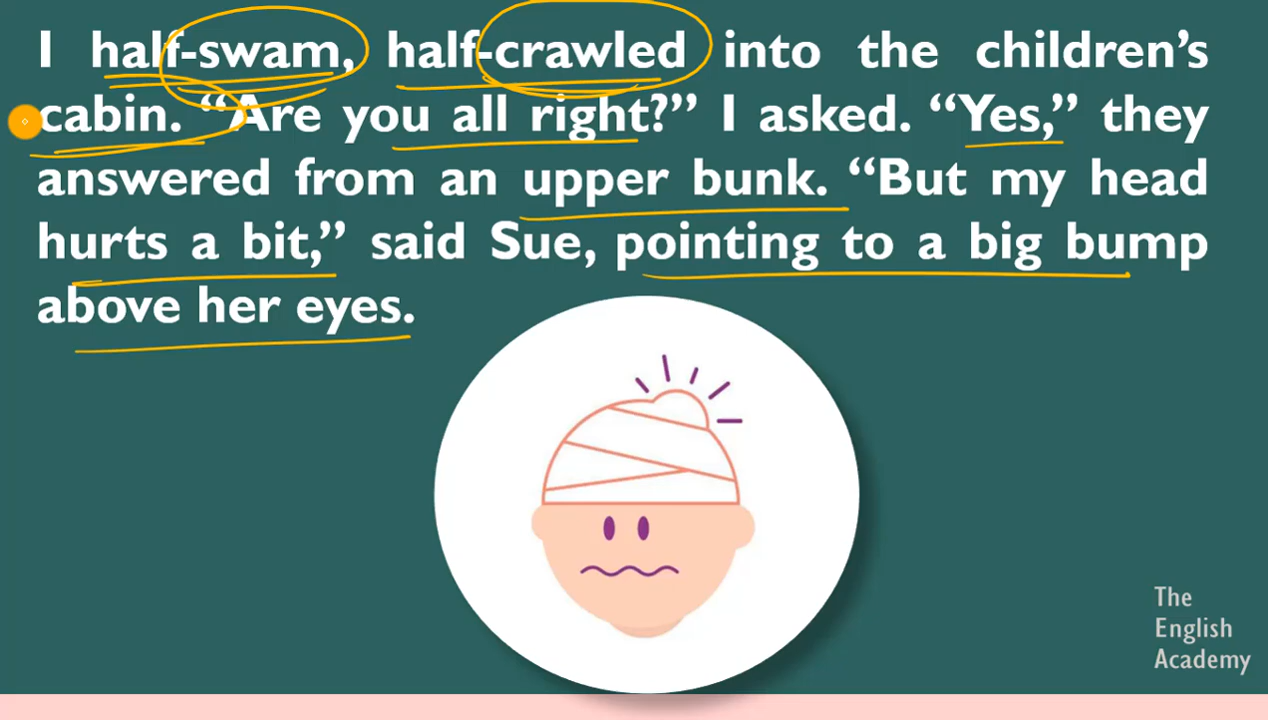 I half-swam, half-crawled into the children's
cabin. “Are you all right?” I asked. “Yes,” they
answered from an upper bunk. “But my head
hurts a bit,” said Sue, pointing to a big bump
above her eyes.
The
English
Academy